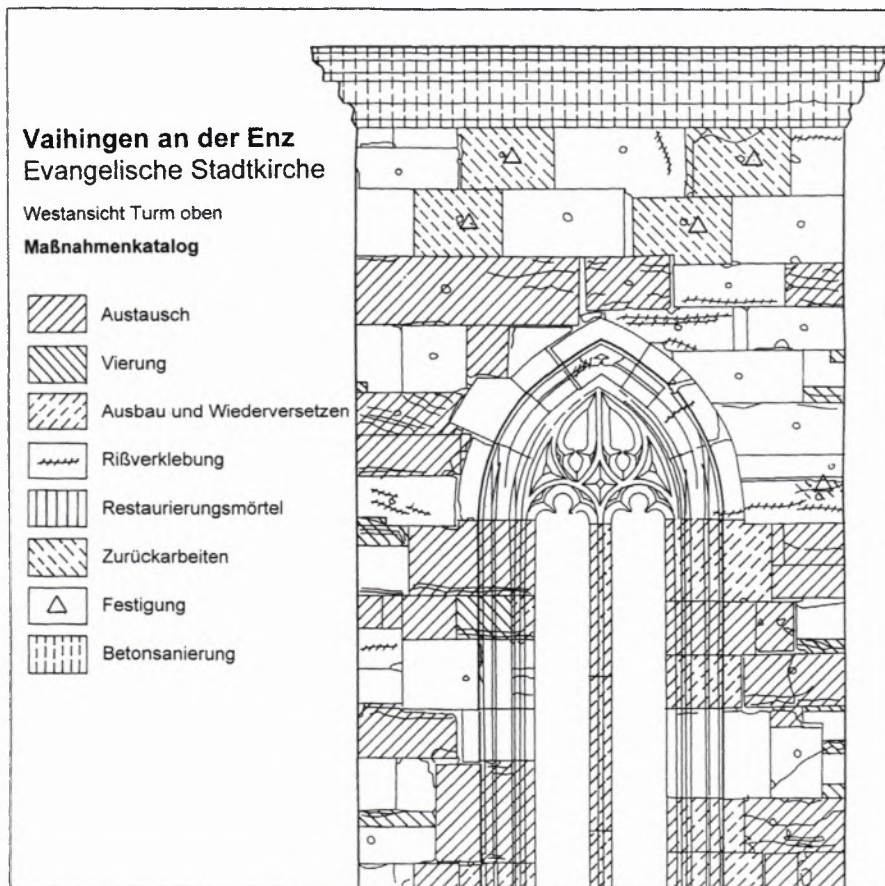 Vaihingen an der Enz
Evangelische Stadtkirche
Westansicht Turm oben
Maßnahmenkatalog
Austausch
Vierung
Ausbau und Wiederversetzen
Rißverklebung
Restaurierungsmörtel
Zurückarbeiten
Festigung
Betonsanierung